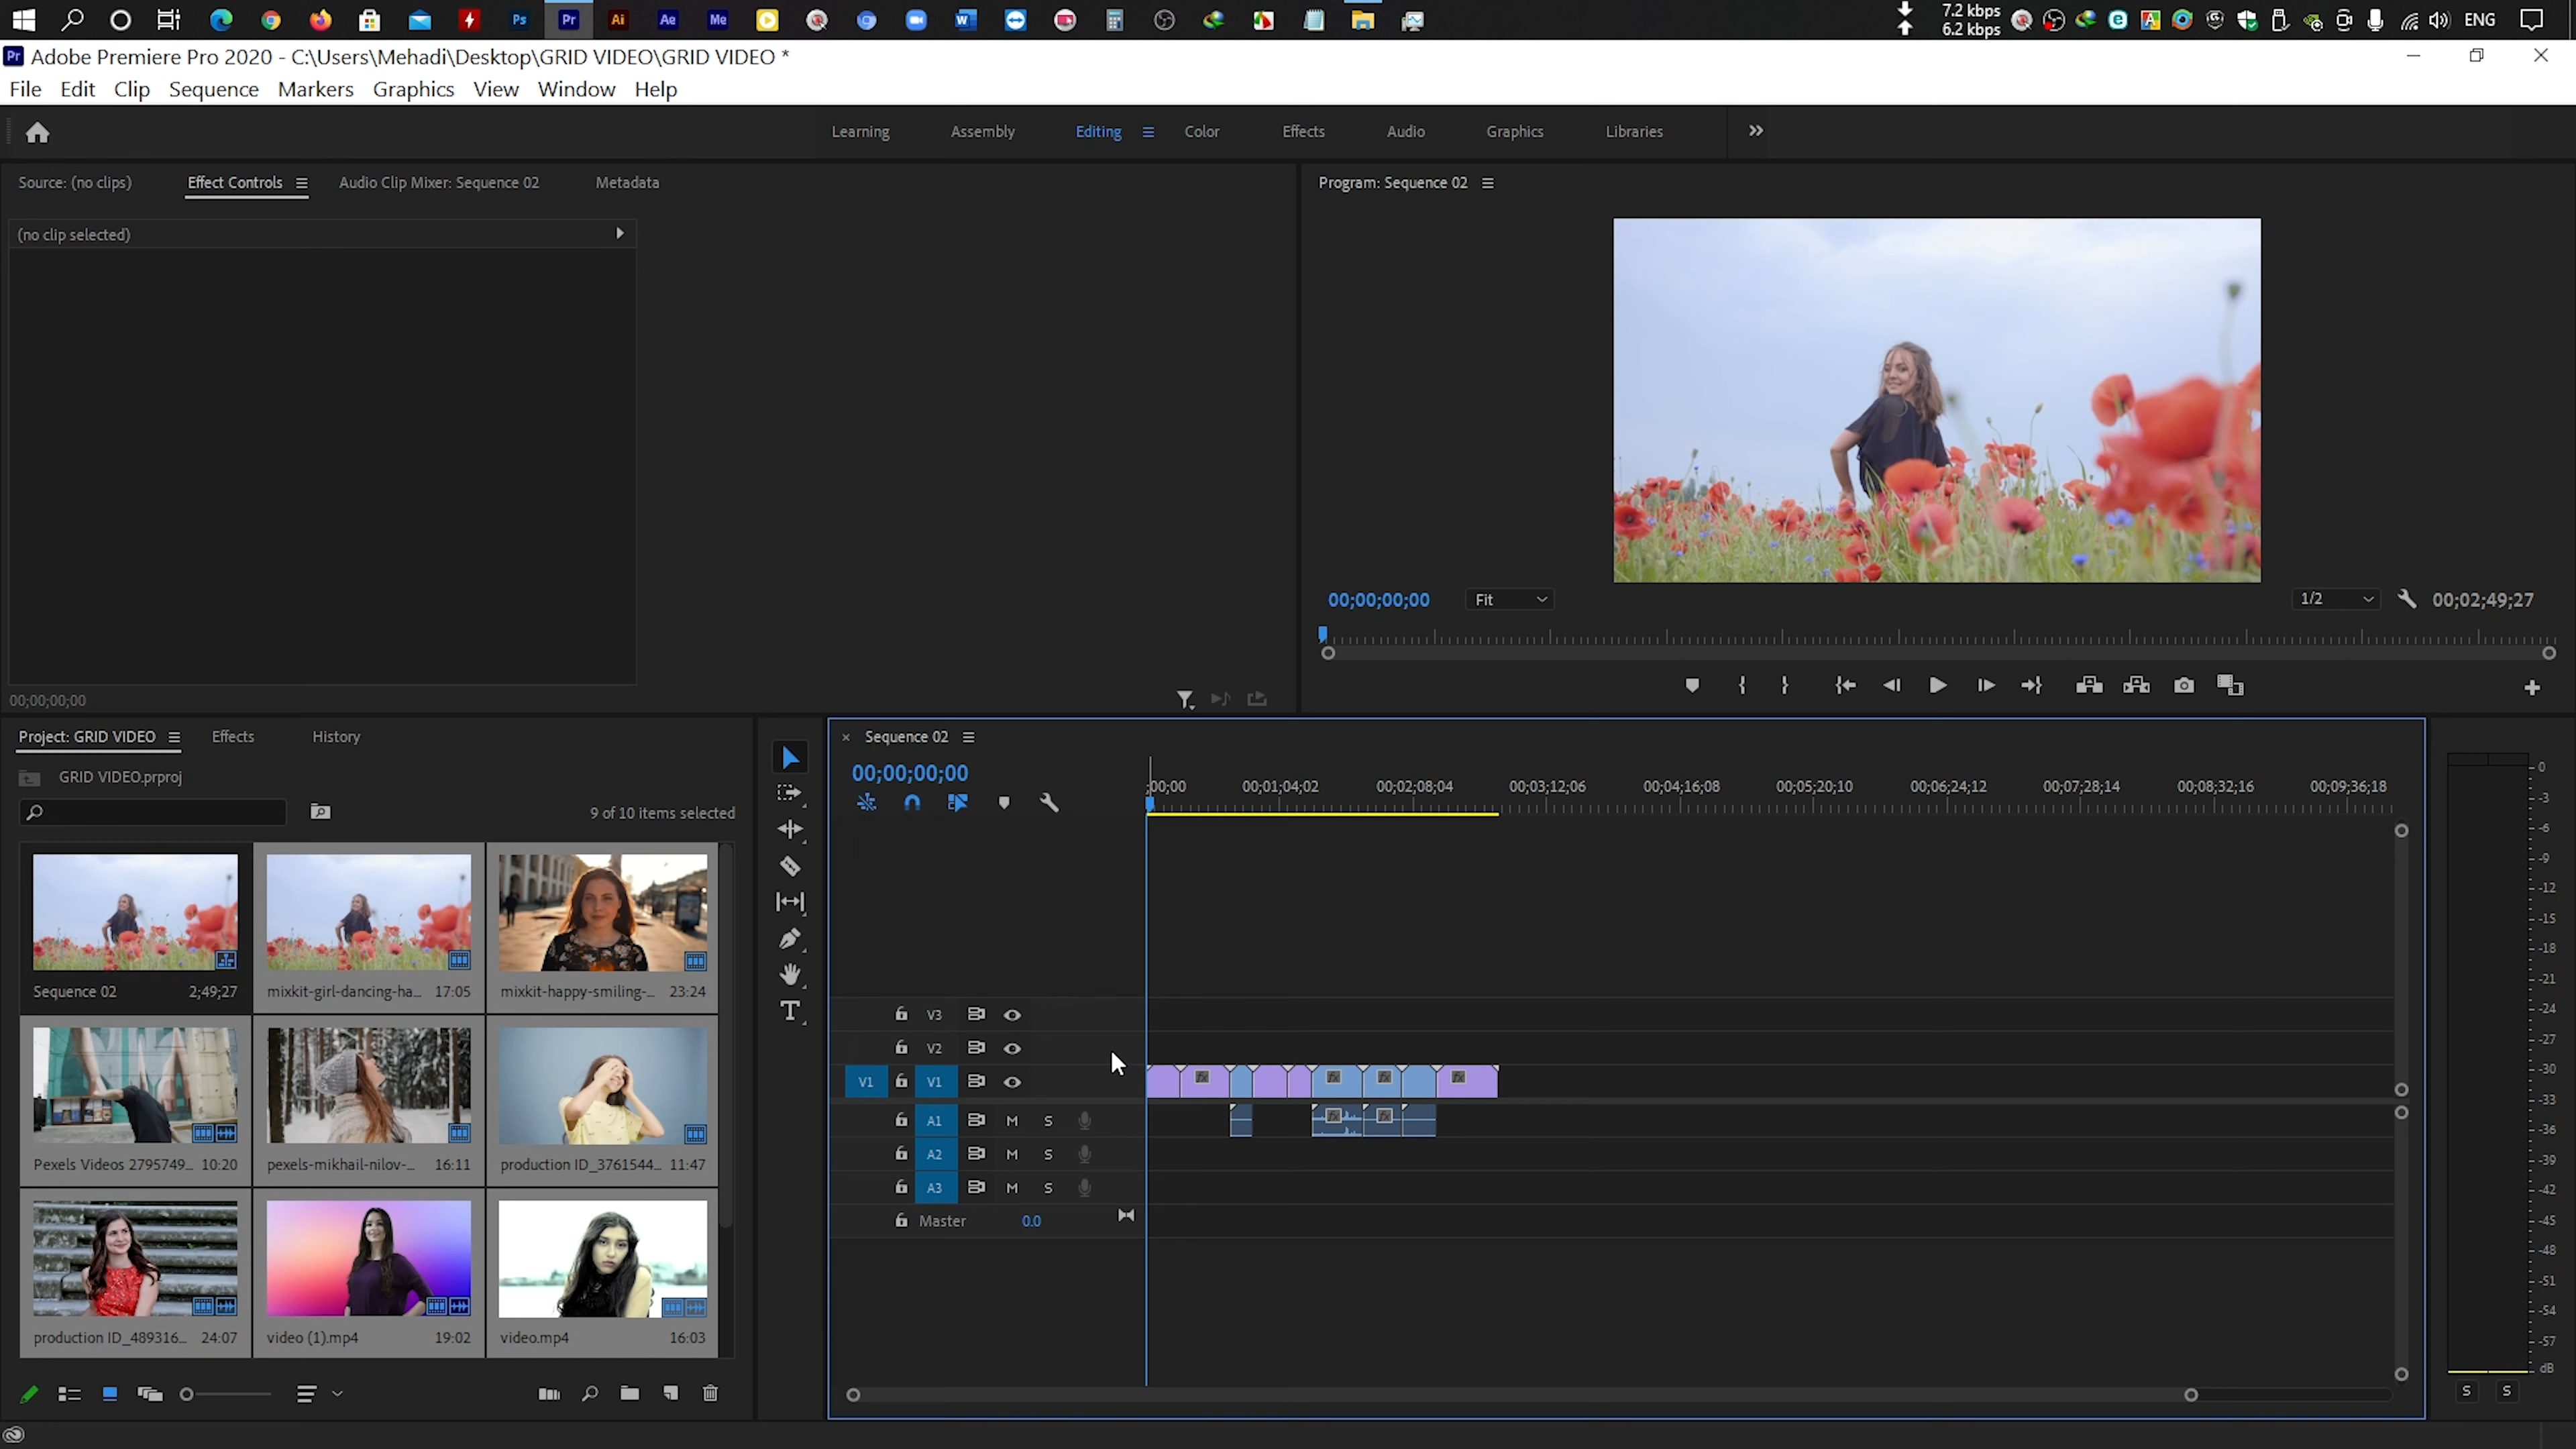 Ps Pr Ai Ae Me
7.2 kbps
6.2 kbps
ENG
Pr Adobe Premiere Pro 2020 - C:\Users\Mehadi\Desktop\GRID VIDEO\GRID VIDEO *
File Edit Clip Sequence Markers Graphics View Window Help
Learning Assembly Editing Color Effects Audio Graphics Libraries
Source: (no clips) Effect Controls Audio Clip Mixer: Sequence 02 Metadata
Program: Sequence 02
(no clip selected)
00;00;00;00 Fit 1/2 00;02;49;27
00;00;00;00
Project: GRID VIDEO Effects History
GRID VIDEO.prproj
9 of 10 items selected
Sequence 02 2;49;27
mixkit-girl-dancing-ha... 17:05
mixkit-happy-smiling-... 23:24
Pexels Videos 2795749... 10:20
pexels-mikhail-nilov-... 16:11
production ID_3761544... 11:47
production ID_489316... 24:07
video (1).mp4 19:02
video.mp4 16:03
Sequence 02
00;00;00;00
;00;00 00;01;04;02 00;02;08;04 00;03;12;06 00;04;16;08 00;05;20;10 00;06;24;12 00;07;28;14 00;08;32;16 00;09;36;18
V3
V2
V1 V1
A1 M S
A2 M S
A3 M S
Master 0.0
0
-3
-6
-9
-12
-15
-18
-21
-24
-27
-30
-33
-36
-39
-42
-45
-48
-51
-54
-57
dB
S S